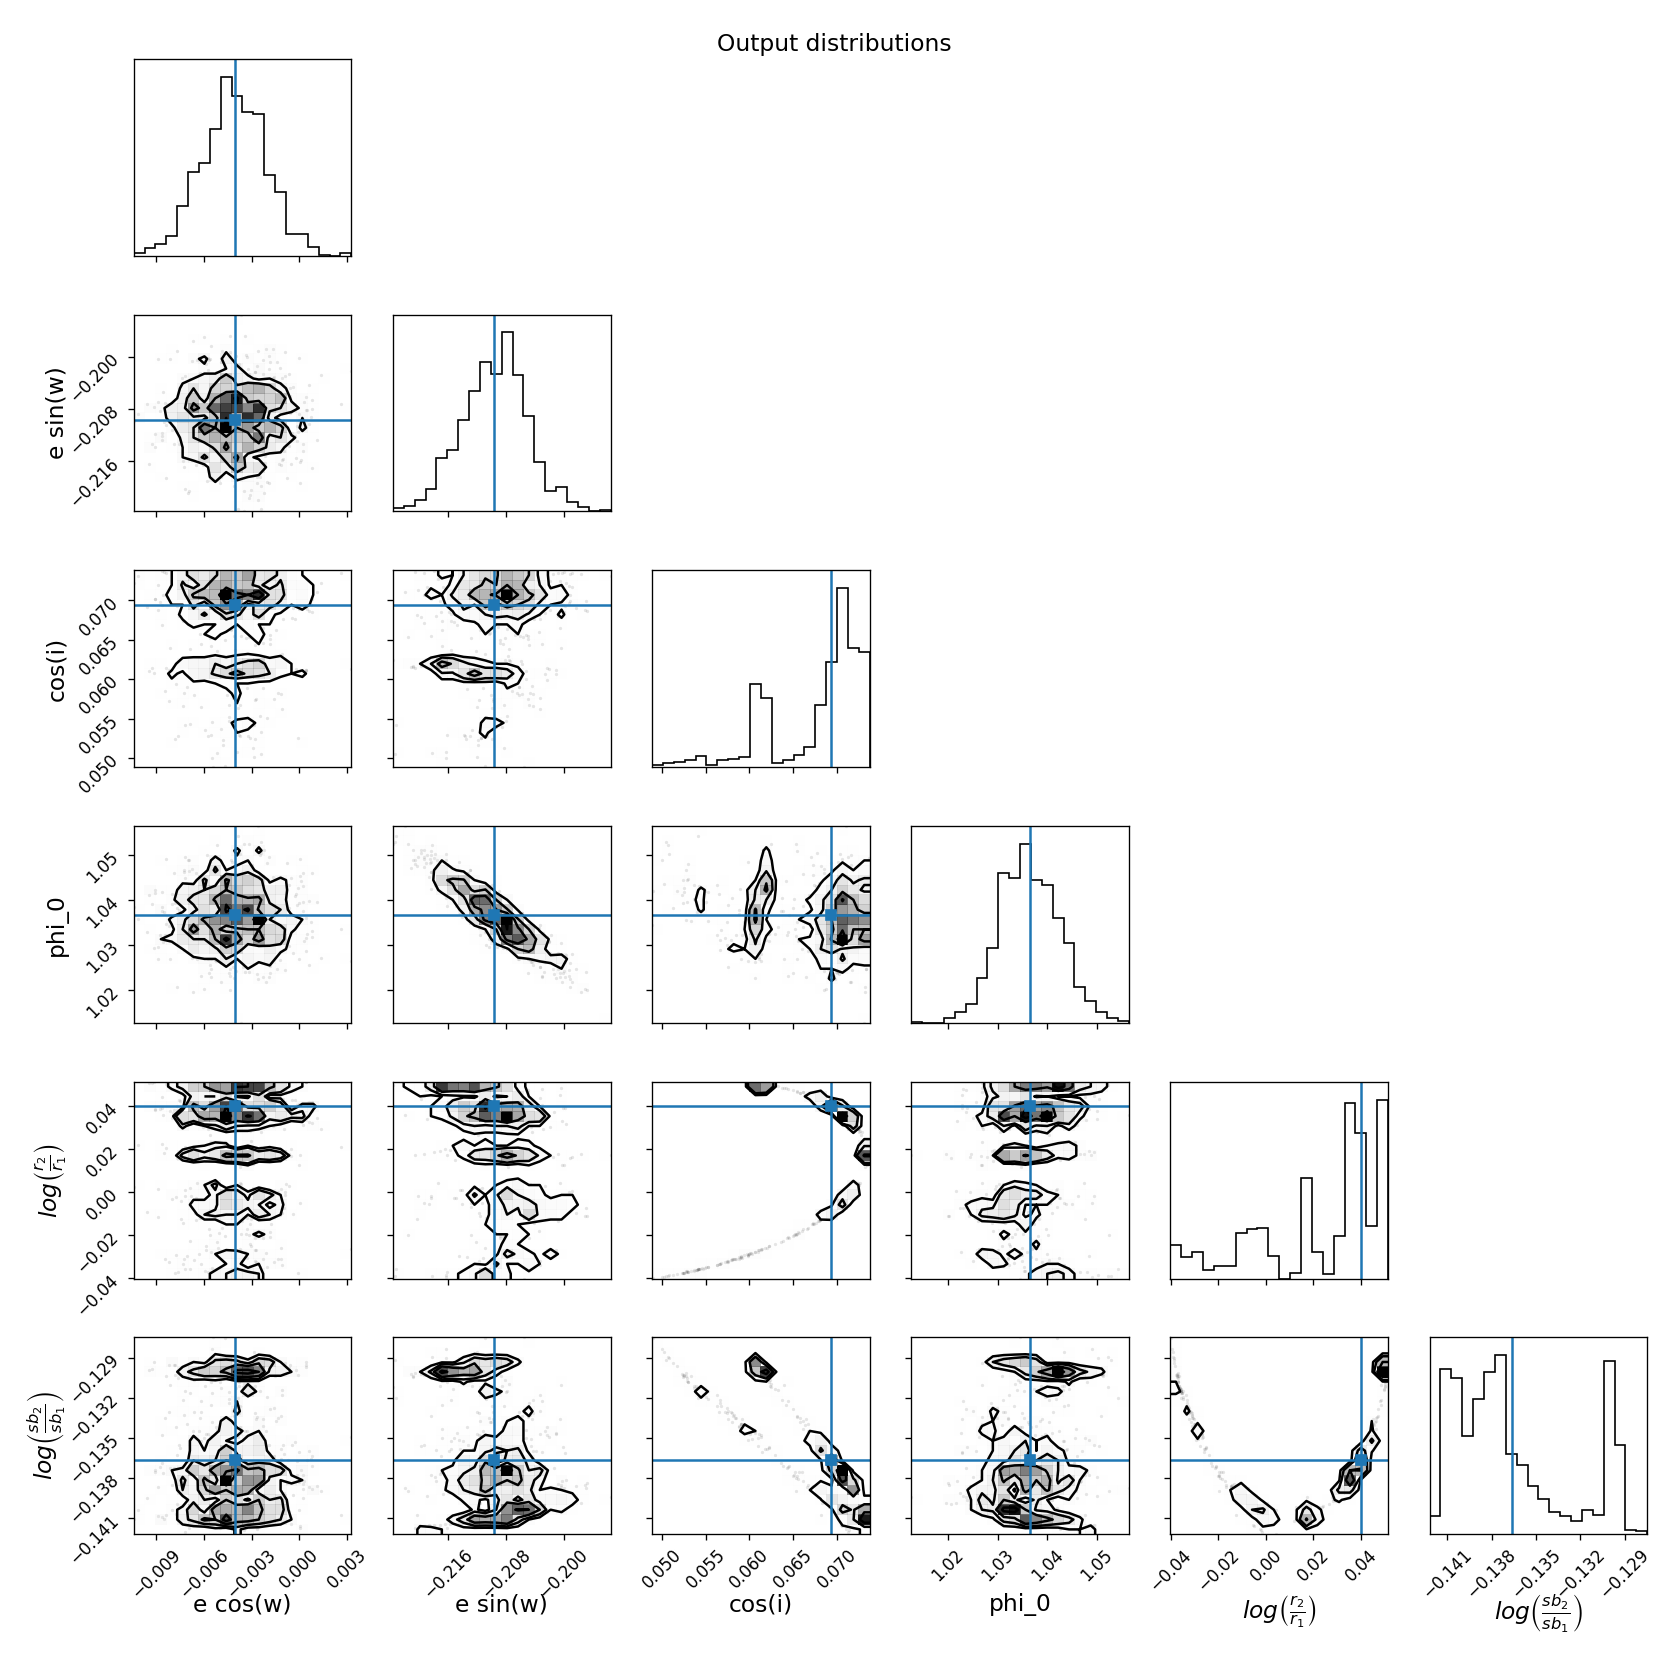 Output distributions
e sin(w)
−0.200
−0.208
−0.216
cos(i)
0.070
0.065
0.060
0.055
0.050
phi_0
1.05
1.04
1.03
1.02
log(r2/r1)
0.04
0.02
0.00
−0.02
−0.04
log(sb2/sb1)
−0.129
−0.132
−0.135
−0.138
−0.141
−0.009 −0.006 −0.003 0.000 0.003
e cos(w)
−0.216 −0.208 −0.200
e sin(w)
0.050 0.055 0.060 0.065 0.070
cos(i)
1.02 1.03 1.04 1.05
phi_0
−0.04 −0.02 0.00 0.02 0.04
log(r2/r1)
−0.141 −0.138 −0.135 −0.132 −0.129
log(sb2/sb1)